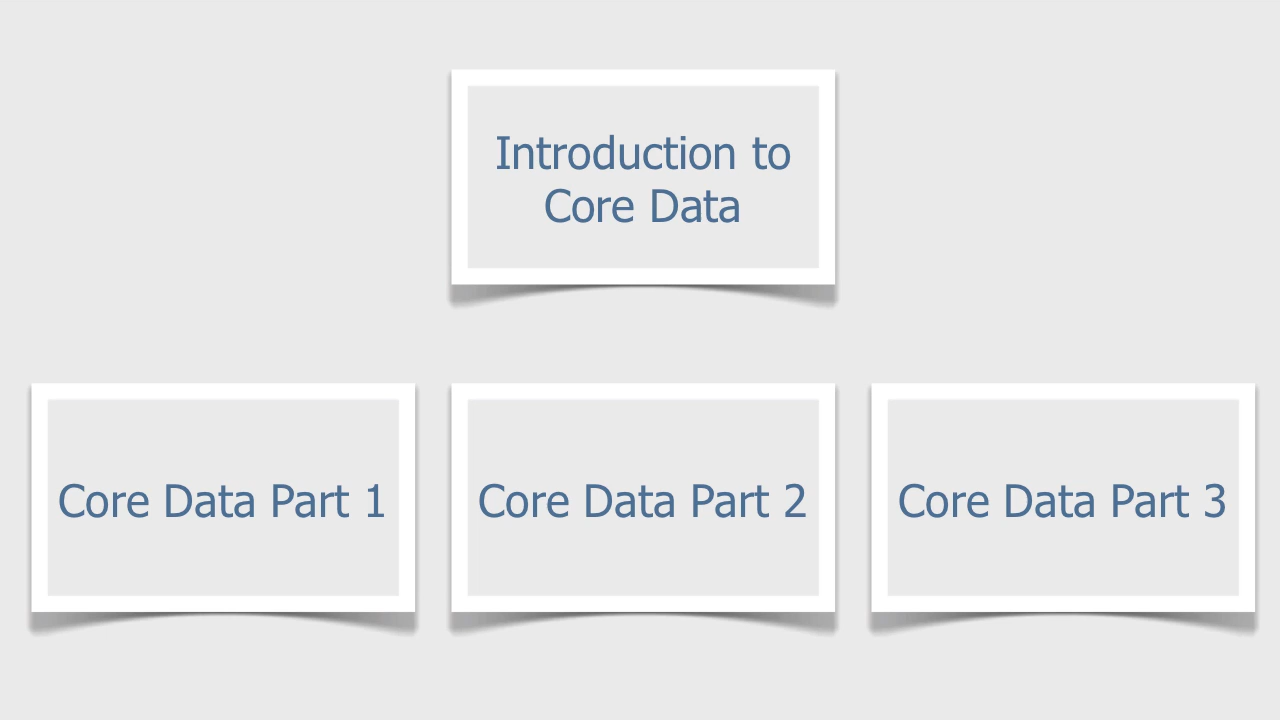 Introduction to
Core Data
Core Data Part 1
Core Data Part 2
Core Data Part 3